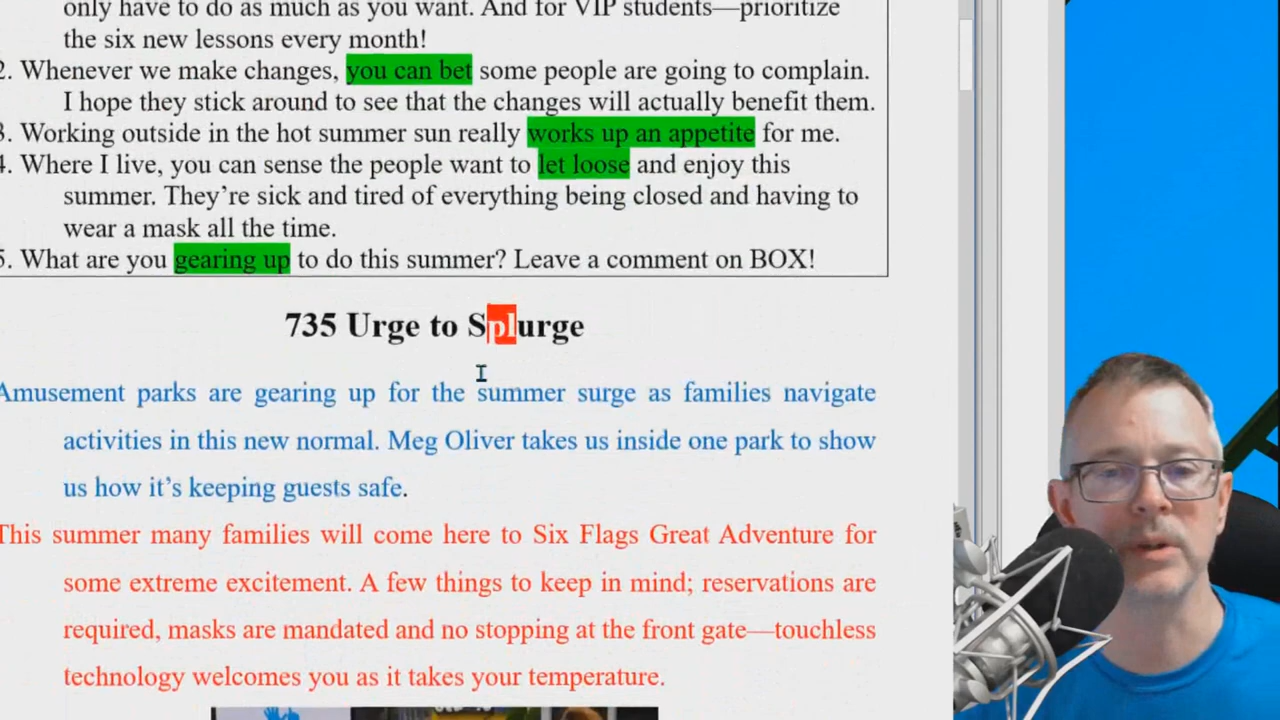 only have to do as much as you want. And for VIP students—prioritize
the six new lessons every month!
2. Whenever we make changes, you can bet some people are going to complain.
I hope they stick around to see that the changes will actually benefit them.
3. Working outside in the hot summer sun really works up an appetite for me.
4. Where I live, you can sense the people want to let loose and enjoy this
summer. They’re sick and tired of everything being closed and having to
wear a mask all the time.
5. What are you gearing up to do this summer? Leave a comment on BOX!
735 Urge to Splurge
Amusement parks are gearing up for the summer surge as families navigate
activities in this new normal. Meg Oliver takes us inside one park to show
us how it’s keeping guests safe.
This summer many families will come here to Six Flags Great Adventure for
some extreme excitement. A few things to keep in mind; reservations are
required, masks are mandated and no stopping at the front gate—touchless
technology welcomes you as it takes your temperature.